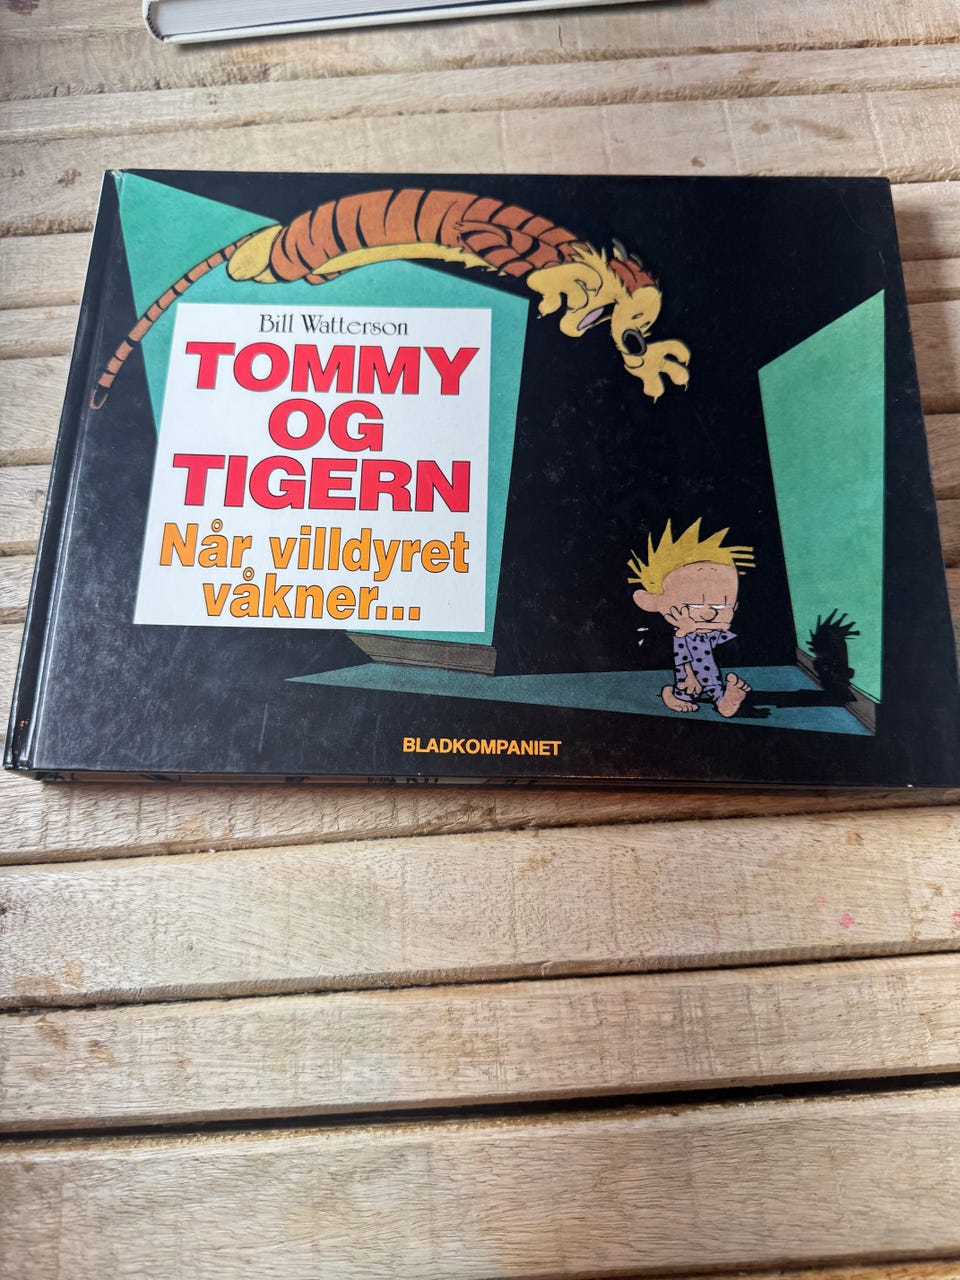 Bill Watterson
TOMMY
OG
TIGERN
Når villdyret
våkner...
BLADKOMPANIET